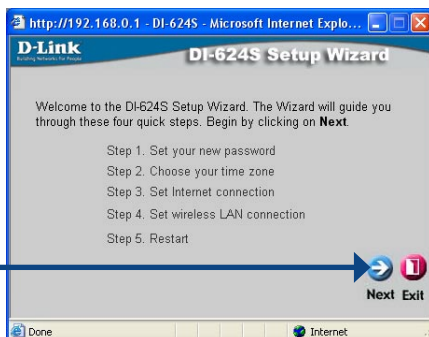 http://192.168.0.1 - DI-624S - Microsoft Internet Explo...
D-Link
Building Networks for People
DI-624S Setup Wizard
Welcome to the DI-624S Setup Wizard. The Wizard will guide you
through these four quick steps. Begin by clicking on Next.
Step 1. Set your new password
Step 2. Choose your time zone
Step 3. Set Internet connection
Step 4. Set wireless LAN connection
Step 5. Restart
Next Exit
Done Internet